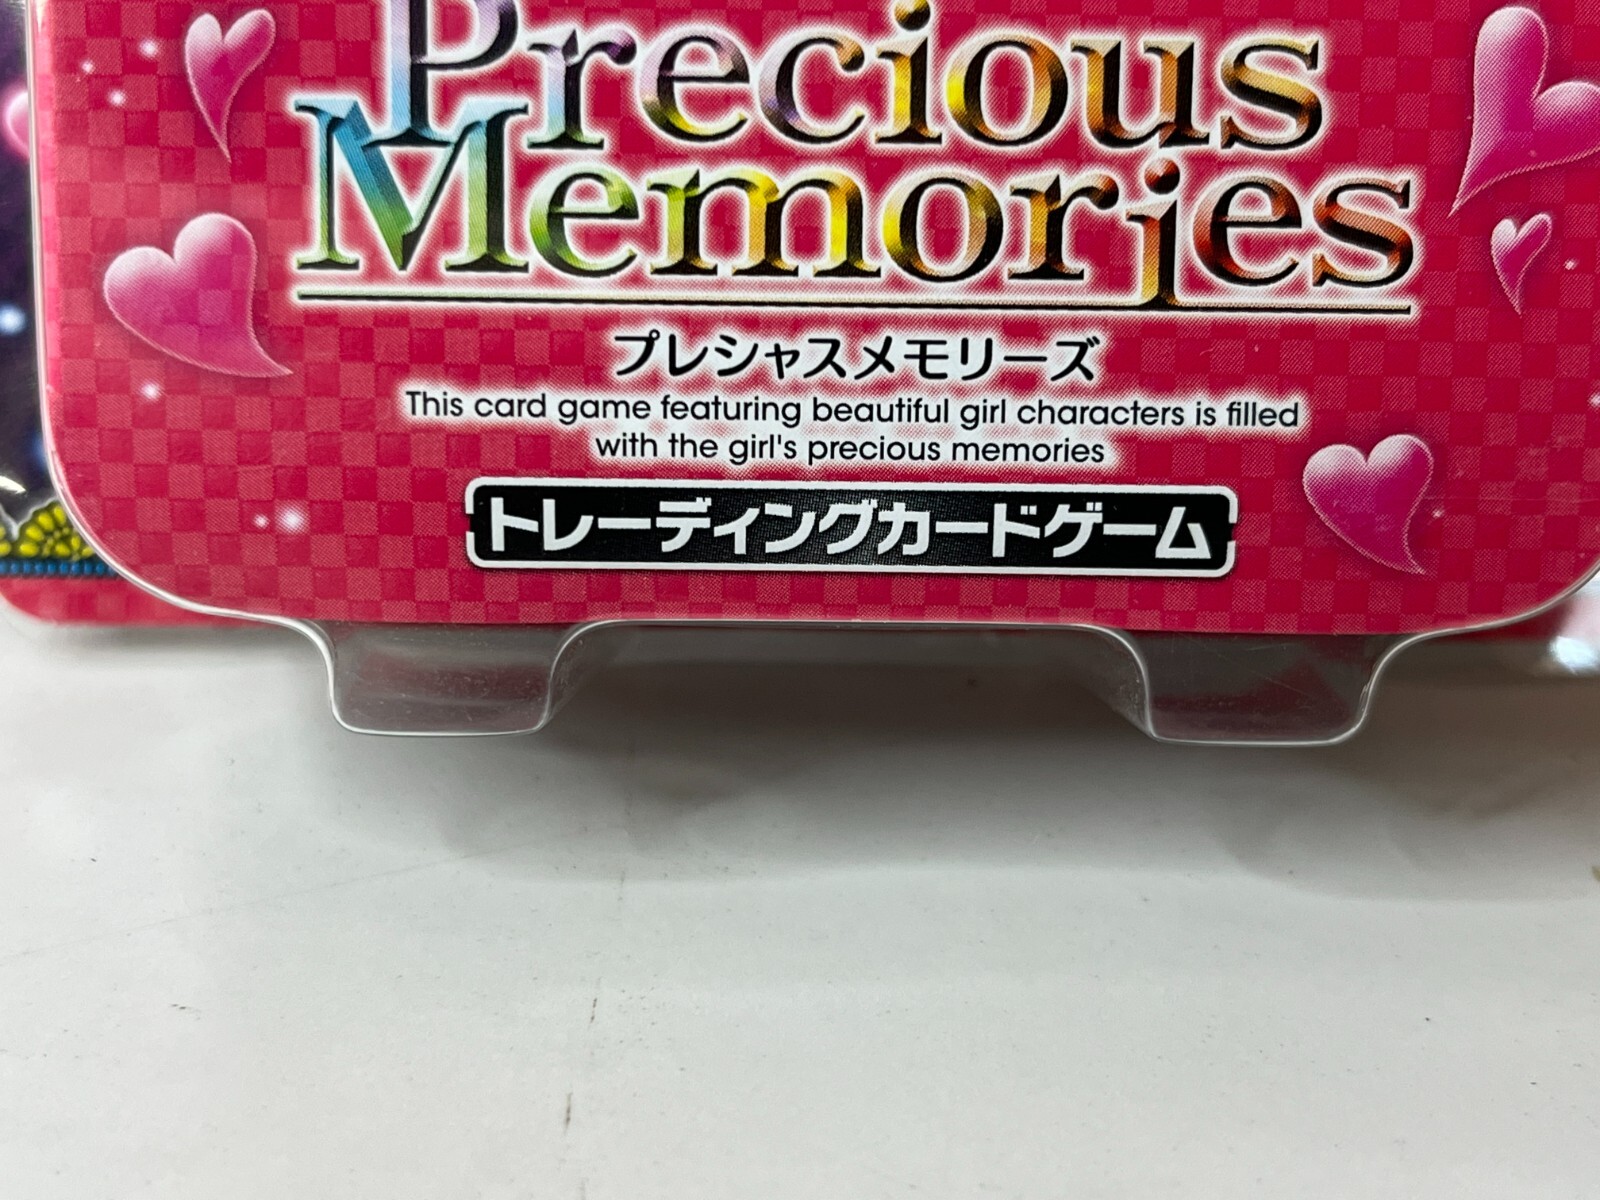 Precious
Memories
プレシャスメモリーズ
This card game featuring beautiful girl characters is filled
with the girl's precious memories
トレーディングカードゲーム